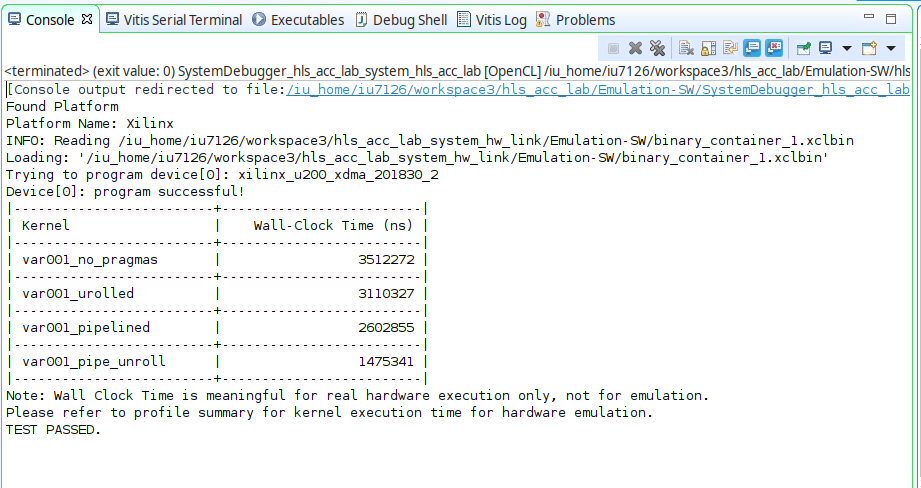 Console Vitis Serial Terminal Executables Debug Shell Vitis Log Problems
<terminated> (exit value: 0) SystemDebugger_hls_acc_lab_system_hls_acc_lab [OpenCL] /iu_home/iu7126/workspace3/hls_acc_lab/Emulation-SW/hls
[Console output redirected to file:/iu_home/iu7126/workspace3/hls_acc_lab/Emulation-SW/SystemDebugger_hls_acc_lab
Found Platform
Platform Name: Xilinx
INFO: Reading /iu_home/iu7126/workspace3/hls_acc_lab_system_hw_link/Emulation-SW/binary_container_1.xclbin
Loading: '/iu_home/iu7126/workspace3/hls_acc_lab_system_hw_link/Emulation-SW/binary_container_1.xclbin'
Trying to program device[0]: xilinx_u200_xdma_201830_2
Device[0]: program successful!
|-------------------------+-------------------------|
| Kernel                  |    Wall-Clock Time (ns) |
|-------------------------+-------------------------|
| var001_no_pragmas       |                 3512272 |
|-------------------------+-------------------------|
| var001_urolled          |                 3110327 |
|-------------------------+-------------------------|
| var001_pipelined        |                 2602855 |
|-------------------------+-------------------------|
| var001_pipe_unroll      |                 1475341 |
|-------------------------+-------------------------|
Note: Wall Clock Time is meaningful for real hardware execution only, not for emulation.
Please refer to profile summary for kernel execution time for hardware emulation.
TEST PASSED.